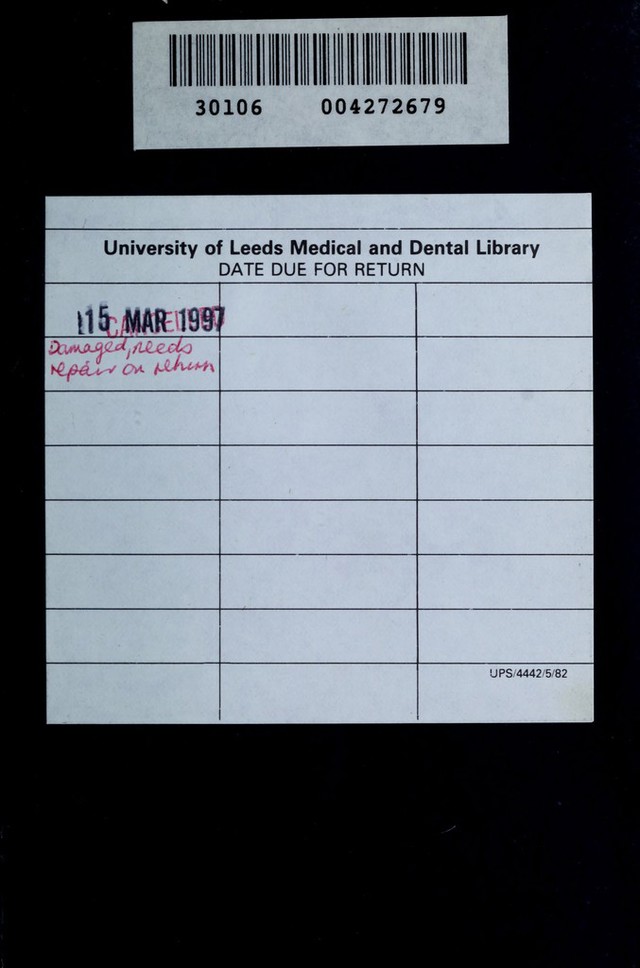 30106 004272679
University of Leeds Medical and Dental Library
DATE DUE FOR RETURN
15 MAR 1997
Damaged, needs
repair on return
UPS/4442/5/82